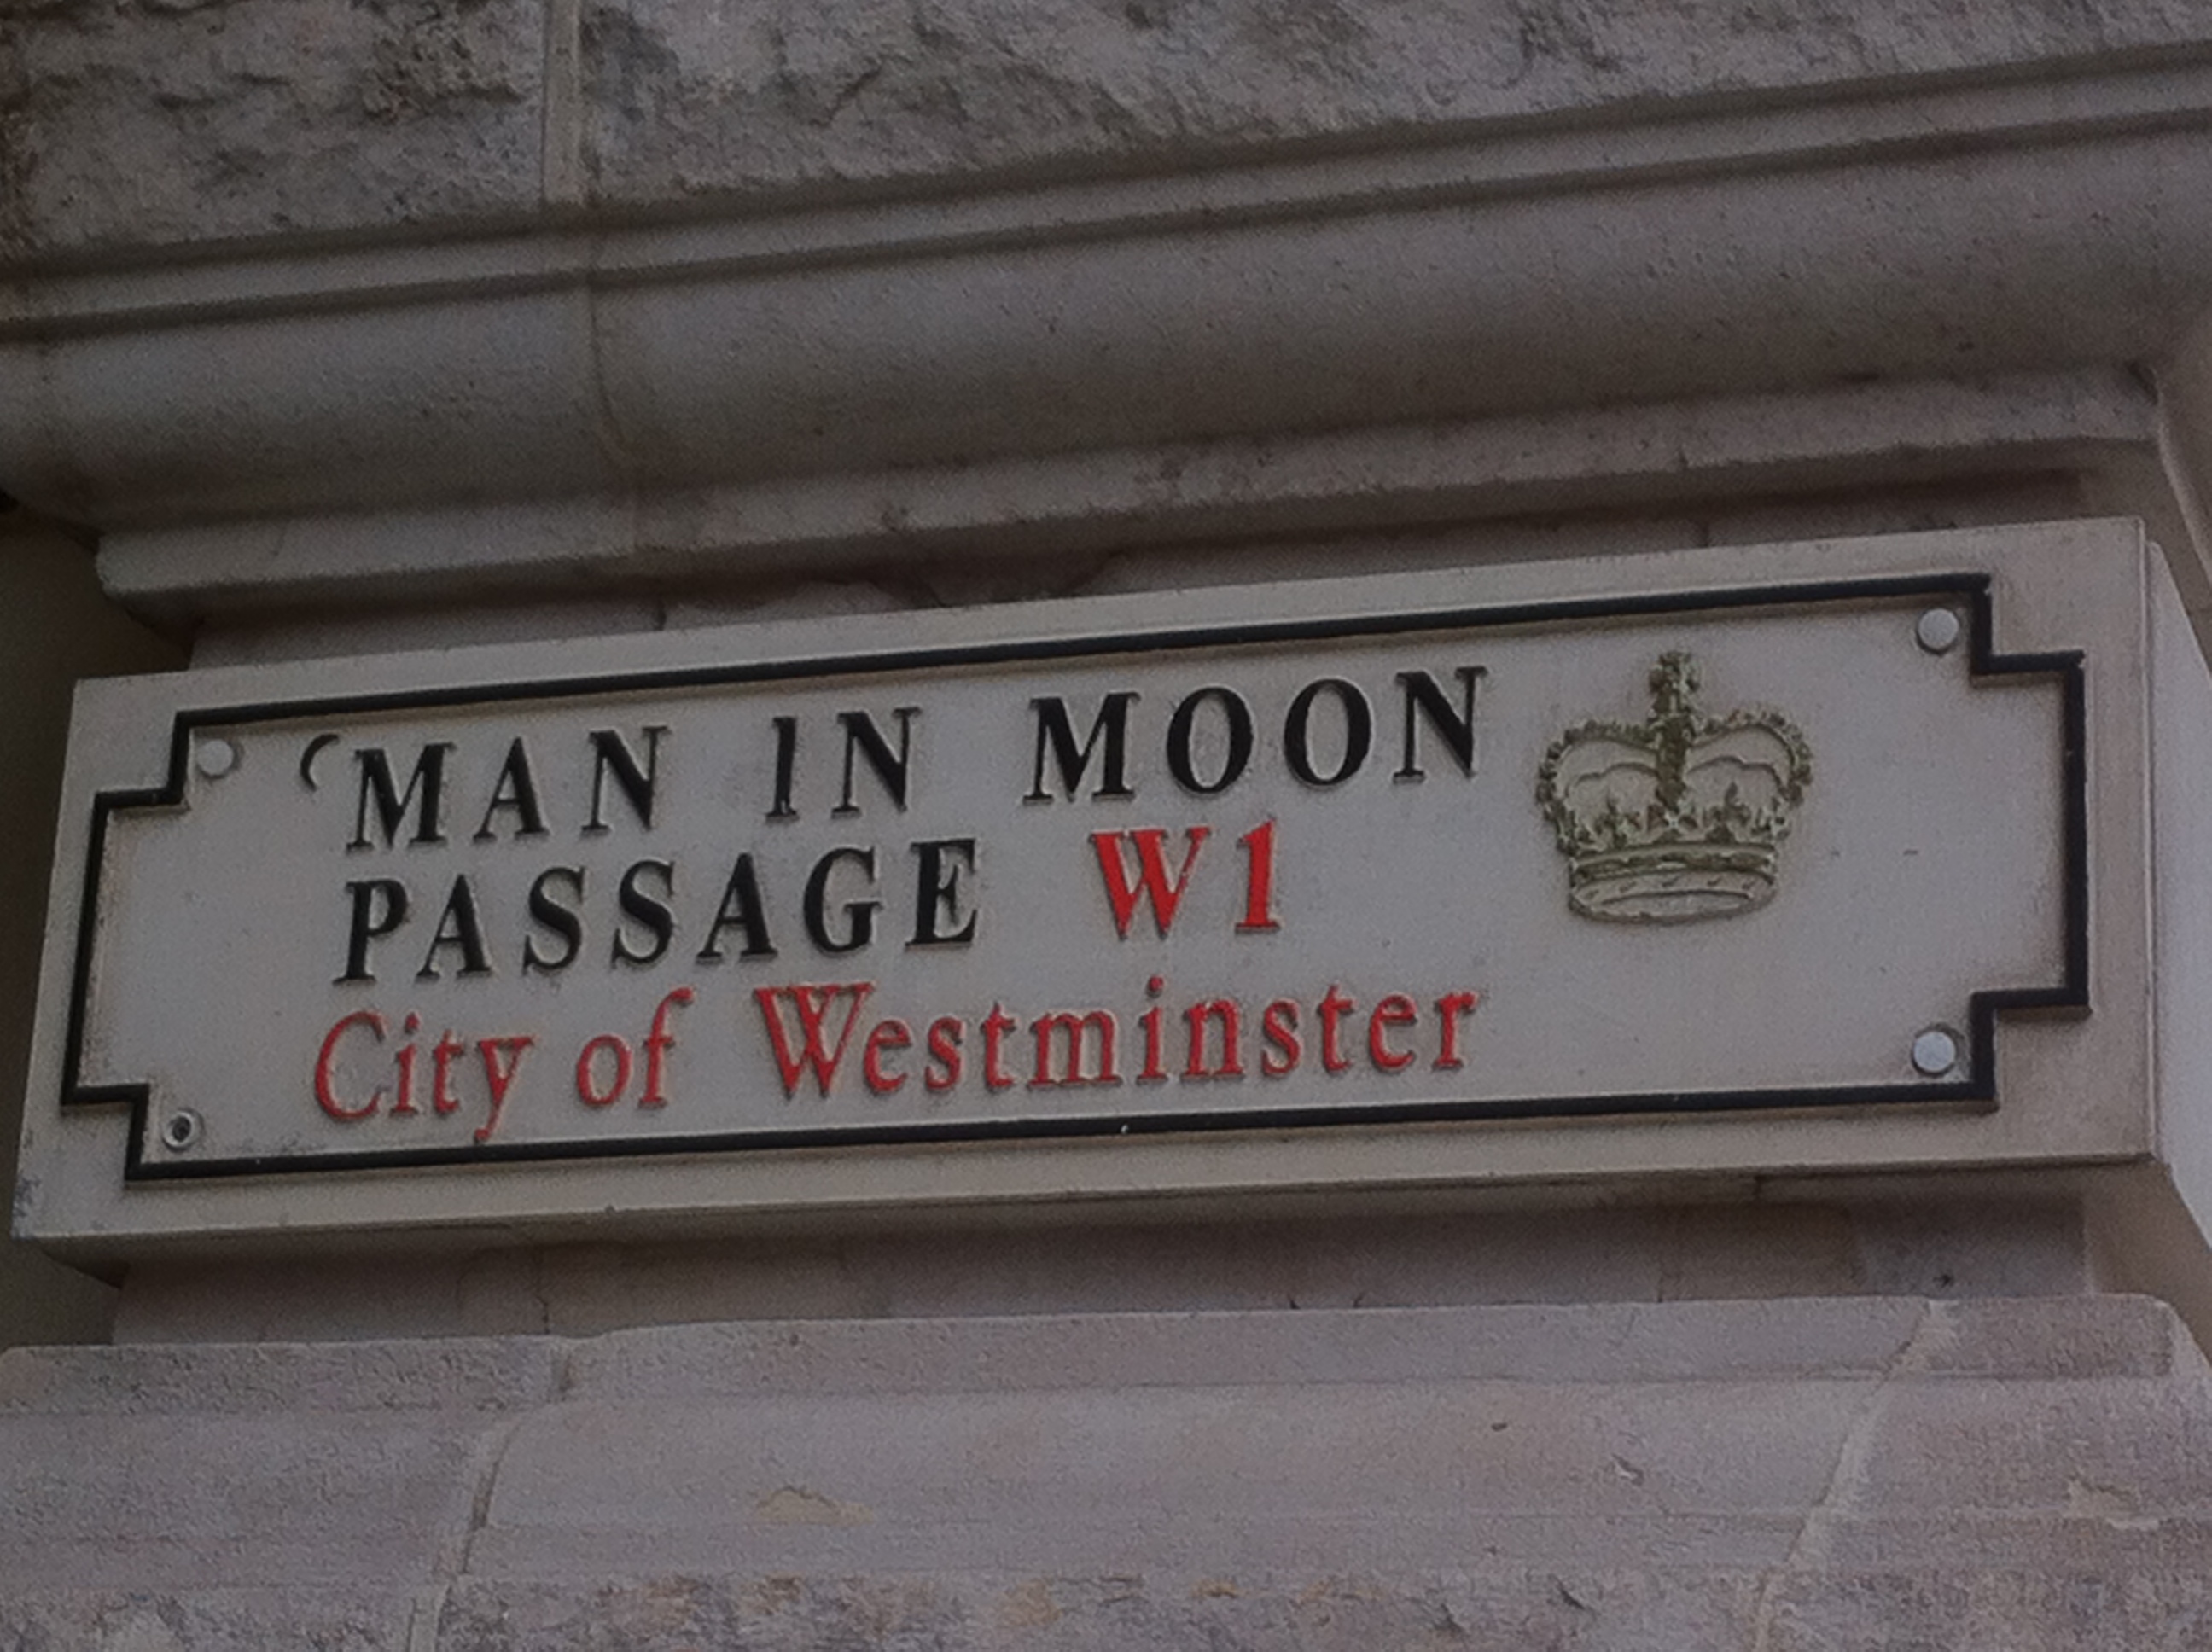 ‘MAN IN MOON
PASSAGE W1
City of Westminster